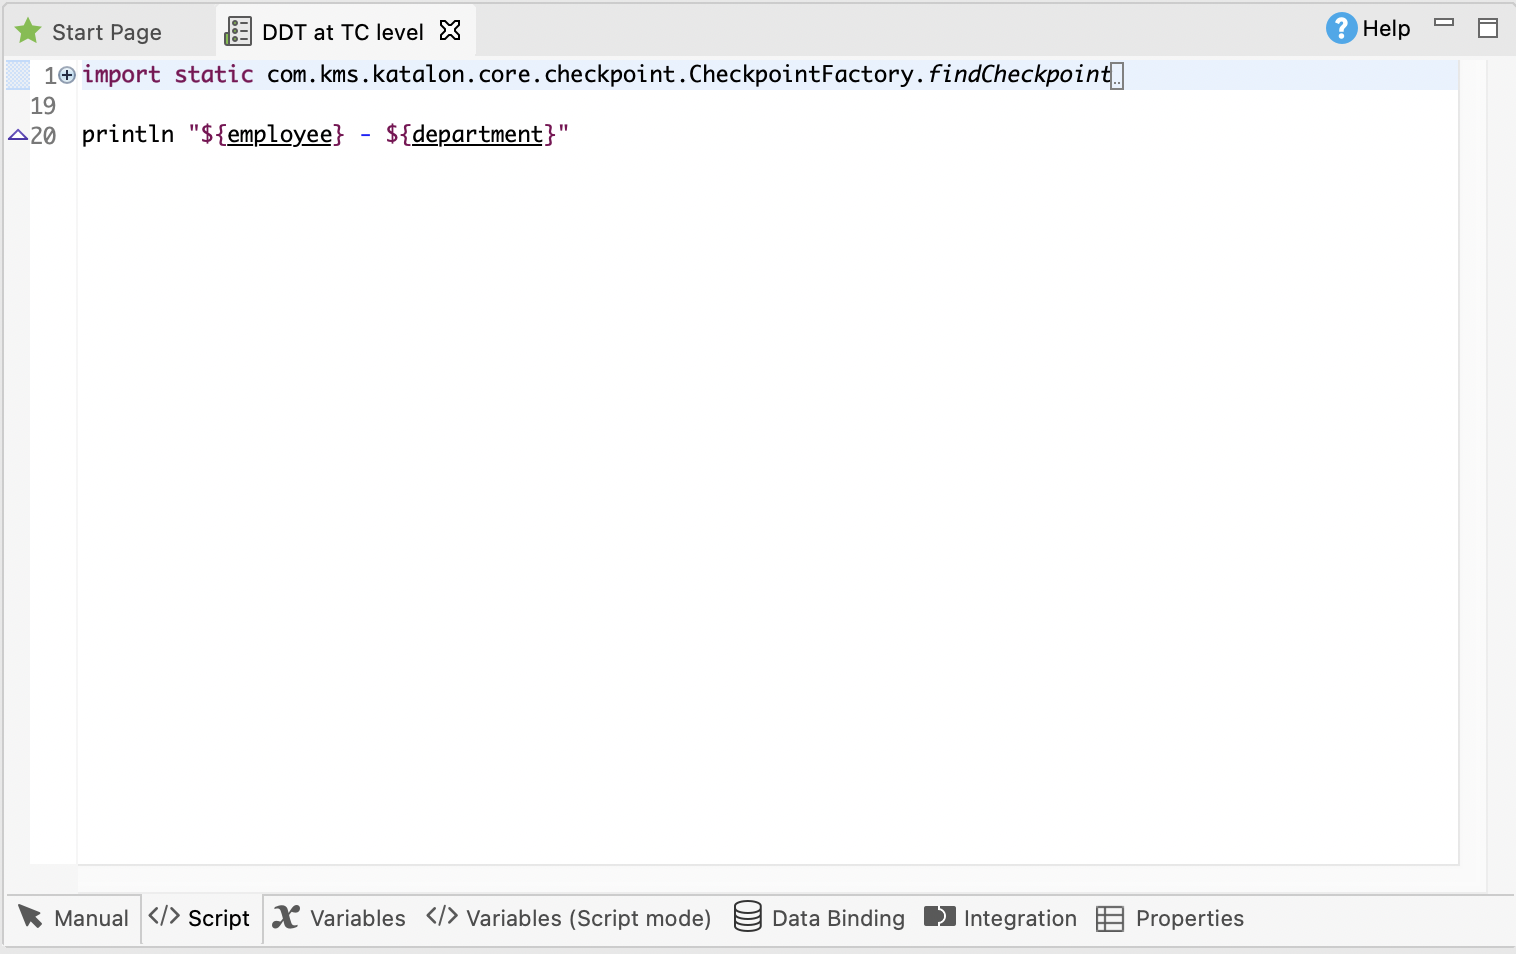 Start Page DDT at TC level Help
1 import static com.kms.katalon.core.checkpoint.CheckpointFactory.findCheckpoint..
19
20 println "${employee} - ${department}"
Manual </> Script Variables </> Variables (Script mode) Data Binding Integration Properties